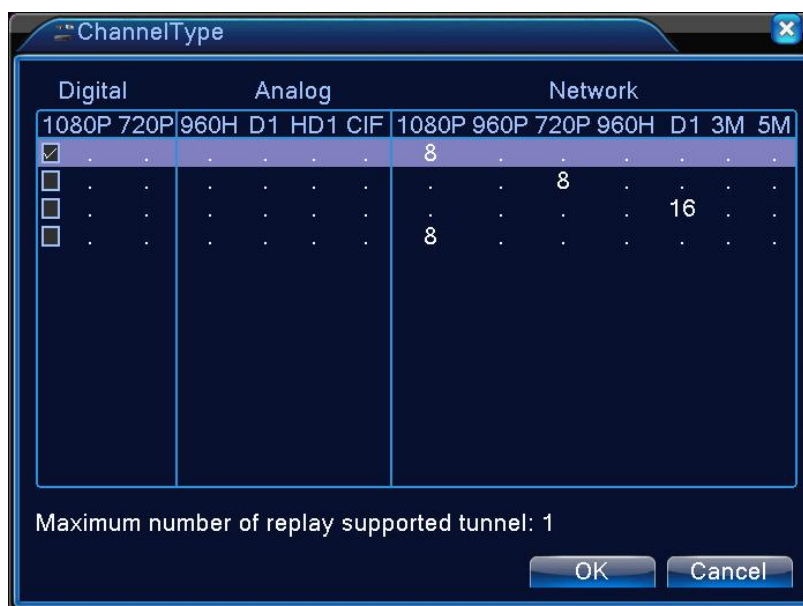 ChannelType
Digital Analog Network
1080P 720P 960H D1 HD1 CIF 1080P 960P 720P 960H D1 3M 5M
. . . . . . 8 . . . . . .
. . . . . . . . 8 . . . .
. . . . . . . . . . 16 . .
. . . . . . 8 . . . . . .
Maximum number of replay supported tunnel: 1
OK Cancel